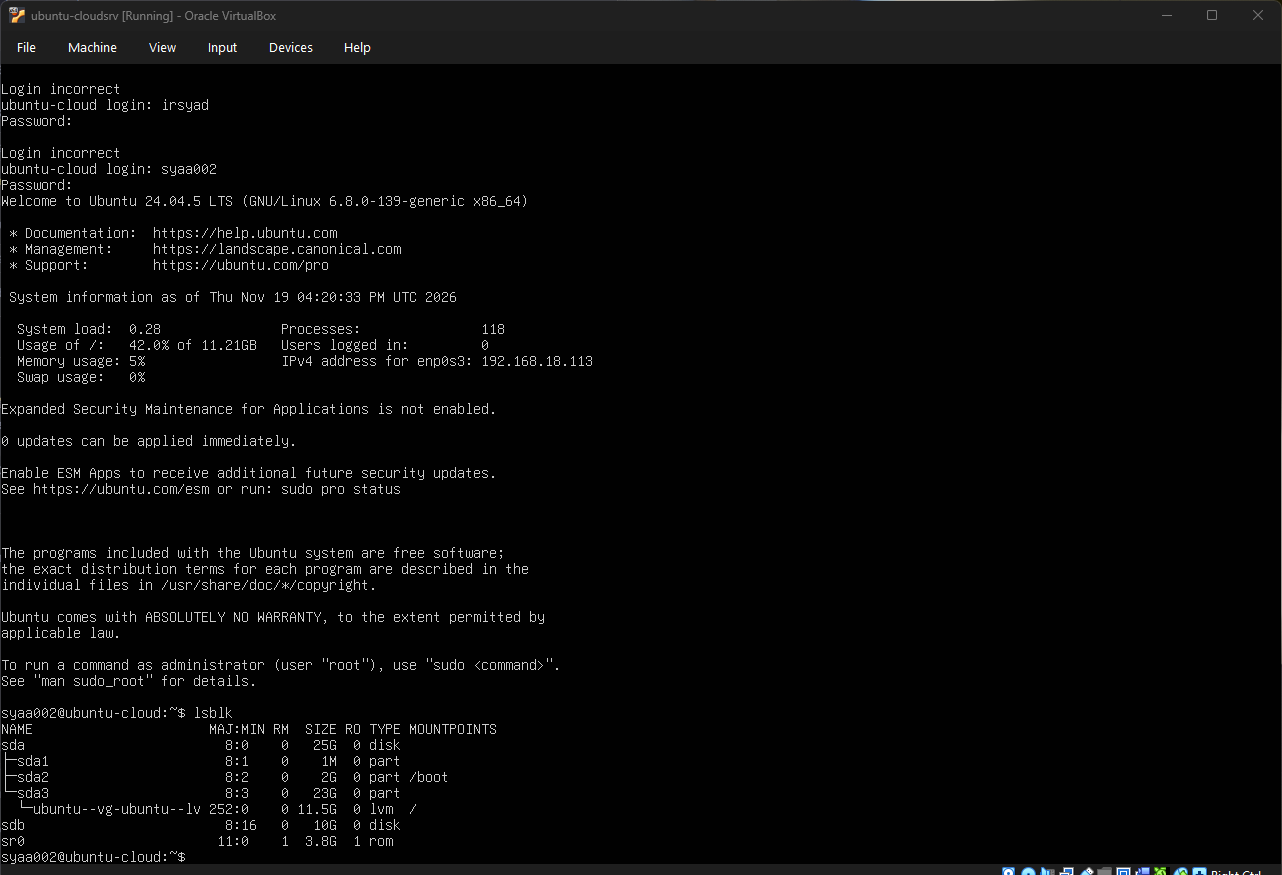 ubuntu-cloudsrv [Running] - Oracle VirtualBox
File Machine View Input Devices Help
Login incorrect
ubuntu-cloud login: irsyad
Password:
Login incorrect
ubuntu-cloud login: syaa002
Password:
Welcome to Ubuntu 24.04.5 LTS (GNU/Linux 6.8.0-139-generic x86_64)
* Documentation:  https://help.ubuntu.com
* Management:     https://landscape.canonical.com
* Support:        https://ubuntu.com/pro
System information as of Thu Nov 19 04:20:33 PM UTC 2026
System load:  0.28               Processes:               118
Usage of /:   42.0% of 11.21GB   Users logged in:         0
Memory usage: 5%                 IPv4 address for enp0s3: 192.168.18.113
Swap usage:   0%
Expanded Security Maintenance for Applications is not enabled.
0 updates can be applied immediately.
Enable ESM Apps to receive additional future security updates.
See https://ubuntu.com/esm or run: sudo pro status
The programs included with the Ubuntu system are free software;
the exact distribution terms for each program are described in the
individual files in /usr/share/doc/*/copyright.
Ubuntu comes with ABSOLUTELY NO WARRANTY, to the extent permitted by
applicable law.
To run a command as administrator (user "root"), use "sudo <command>".
See "man sudo_root" for details.
syaa002@ubuntu-cloud:~$ lsblk
NAME                      MAJ:MIN RM  SIZE RO TYPE MOUNTPOINTS
sda                         8:0    0   25G  0 disk
├─sda1                      8:1    0    1M  0 part
├─sda2                      8:2    0    2G  0 part /boot
└─sda3                      8:3    0   23G  0 part
  └─ubuntu--vg-ubuntu--lv 252:0    0 11.5G  0 lvm  /
sdb                         8:16   0   10G  0 disk
sr0                        11:0    1  3.8G  1 rom
syaa002@ubuntu-cloud:~$
Right Ctrl